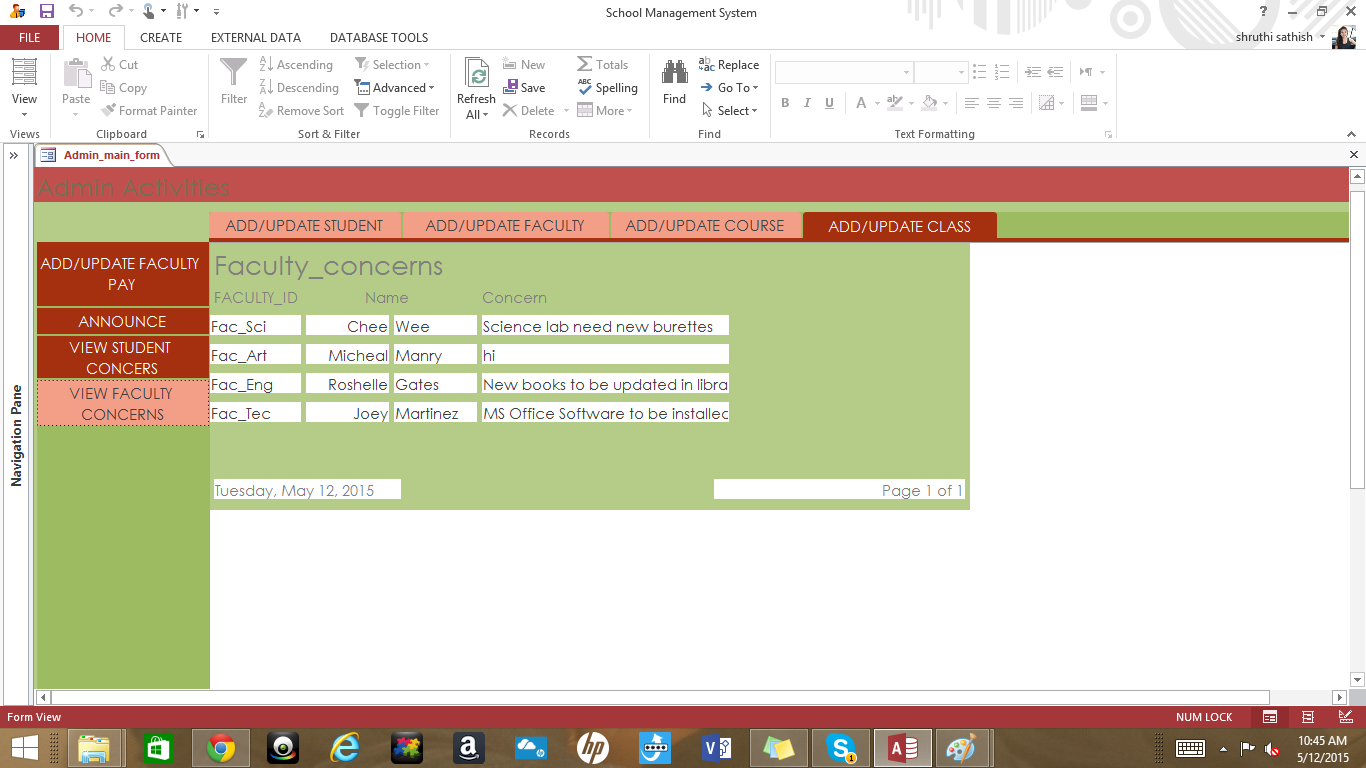 School Management System
?
FILE HOME CREATE EXTERNAL DATA DATABASE TOOLS
shruthi sathish
View
Views
Paste
Cut
Copy
Format Painter
Clipboard
Filter
Ascending
Descending
Remove Sort
Selection
Advanced
Toggle Filter
Sort & Filter
Refresh
All
New
Save
Delete
Totals
Spelling
More
Records
Find
Replace
Go To
Select
Find
B I U A
Text Formatting
Admin_main_form
Navigation Pane
Admin Activities
ADD/UPDATE STUDENT ADD/UPDATE FACULTY ADD/UPDATE COURSE ADD/UPDATE CLASS
ADD/UPDATE FACULTY
PAY
ANNOUNCE
VIEW STUDENT
CONCERS
VIEW FACULTY
CONCERNS
Faculty_concerns
FACULTY_ID Name Concern
Fac_Sci Chee Wee Science lab need new burettes
Fac_Art Micheal Manry hi
Fac_Eng Roshelle Gates New books to be updated in libra
Fac_Tec Joey Martinez MS Office Software to be installed
Tuesday, May 12, 2015 Page 1 of 1
Form View NUM LOCK
10:45 AM
5/12/2015